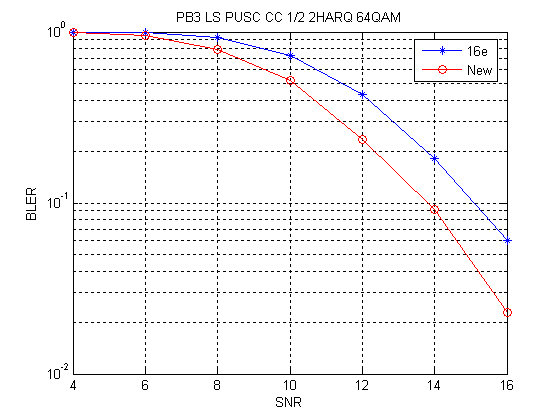 PB3 LS PUSC CC 1/2 2HARQ 64QAM
16e
New
BLER
10^0
10^-1
10^-2
4 6 8 10 12 14 16
SNR